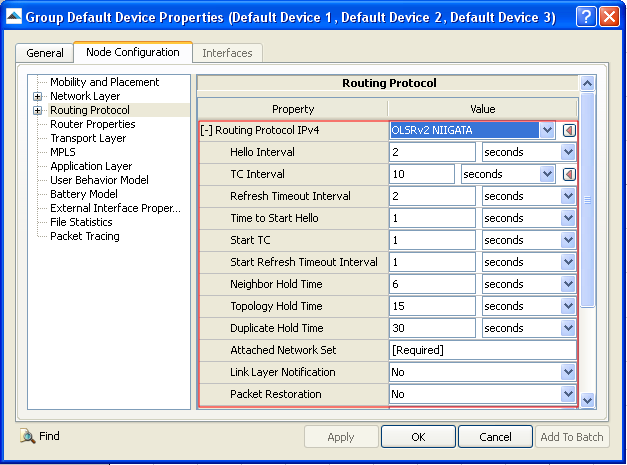 Group Default Device Properties (Default Device 1, Default Device 2, Default Device 3)
General
Node Configuration
Interfaces
Mobility and Placement
Network Layer
Routing Protocol
Router Properties
Transport Layer
MPLS
Application Layer
User Behavior Model
Battery Model
External Interface Proper...
File Statistics
Packet Tracing
Routing Protocol
Property Value
[-] Routing Protocol IPv4 OLSRv2 NIIGATA
Hello Interval 2 seconds
TC Interval 10 seconds
Refresh Timeout Interval 2 seconds
Time to Start Hello 1 seconds
Start TC 1 seconds
Start Refresh Timeout Interval 1 seconds
Neighbor Hold Time 6 seconds
Topology Hold Time 15 seconds
Duplicate Hold Time 30 seconds
Attached Network Set [Required]
Link Layer Notification No
Packet Restoration No
Find
Apply
OK
Cancel
Add To Batch